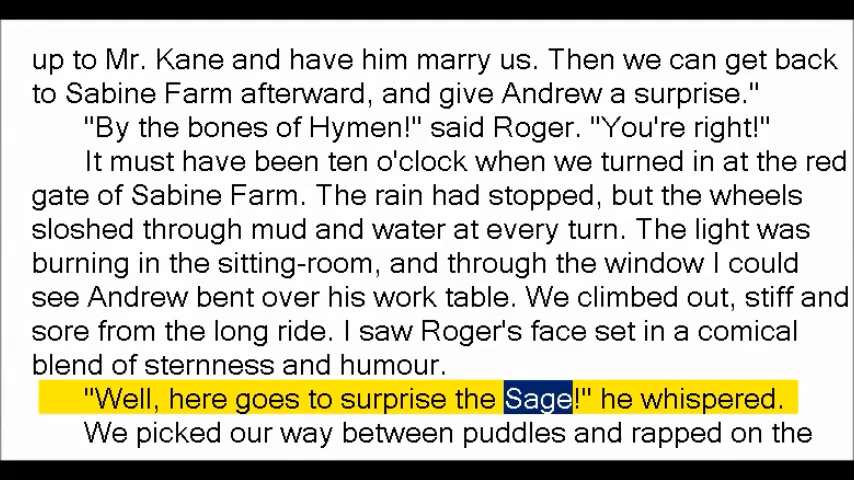 up to Mr. Kane and have him marry us. Then we can get back
to Sabine Farm afterward, and give Andrew a surprise."
"By the bones of Hymen!" said Roger. "You're right!"
It must have been ten o'clock when we turned in at the red
gate of Sabine Farm. The rain had stopped, but the wheels
sloshed through mud and water at every turn. The light was
burning in the sitting-room, and through the window I could
see Andrew bent over his work table. We climbed out, stiff and
sore from the long ride. I saw Roger's face set in a comical
blend of sternness and humour.
"Well, here goes to surprise the Sage!" he whispered.
We picked our way between puddles and rapped on the